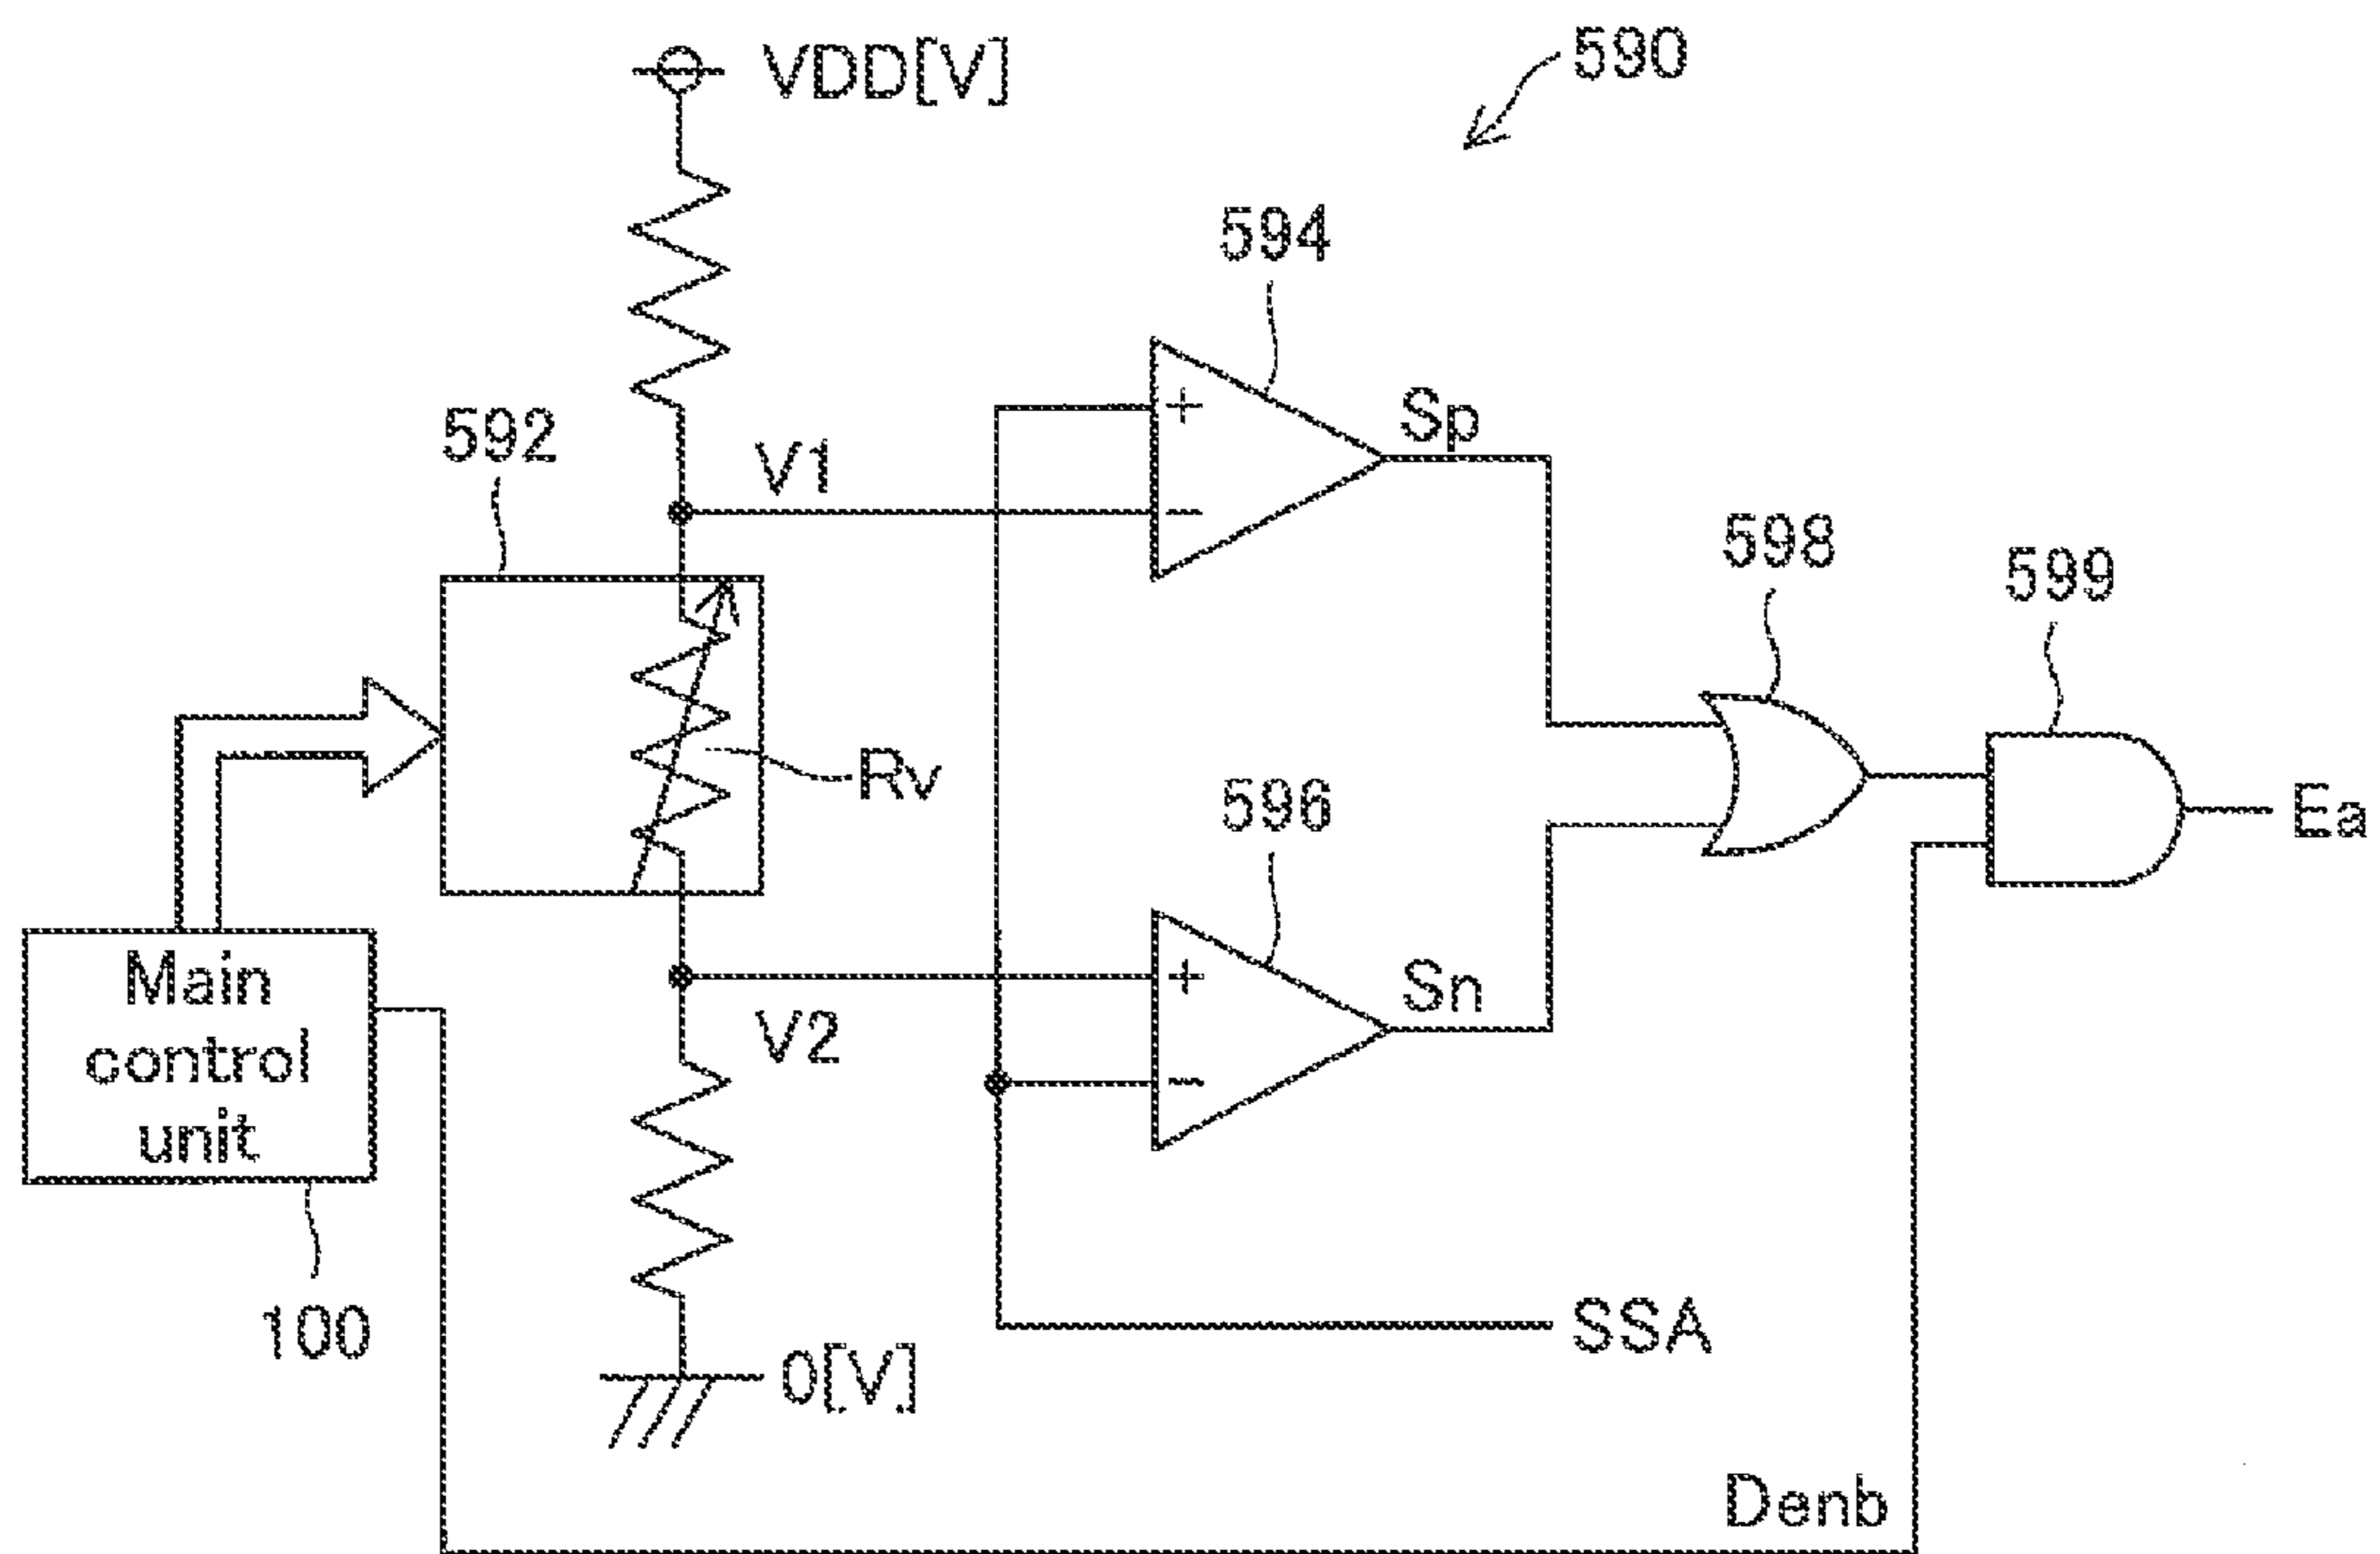 VDD[V]
590
594
Sp
592
V1
598
599
Rv
596
Ea
Main
control
unit
V2
Sn
100
0[V]
SSA
Denb
+
−
+
−